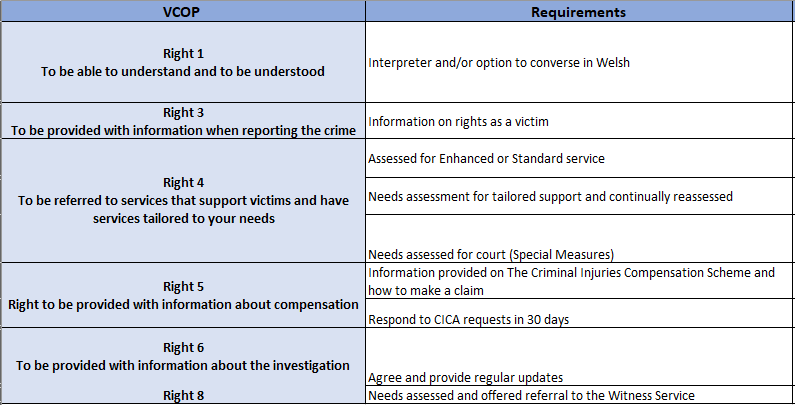 VCOP
Requirements
Right 1
To be able to understand and to be understood
Interpreter and/or option to converse in Welsh
Right 3
To be provided with information when reporting the crime
Information on rights as a victim
Right 4
To be referred to services that support victims and have
services tailored to your needs
Assessed for Enhanced or Standard service
Needs assessment for tailored support and continually reassessed
Needs assessed for court (Special Measures)
Right 5
Right to be provided with information about compensation
Information provided on The Criminal Injuries Compensation Scheme and
how to make a claim
Respond to CICA requests in 30 days
Right 6
To be provided with information about the investigation
Agree and provide regular updates
Right 8
Needs assessed and offered referral to the Witness Service